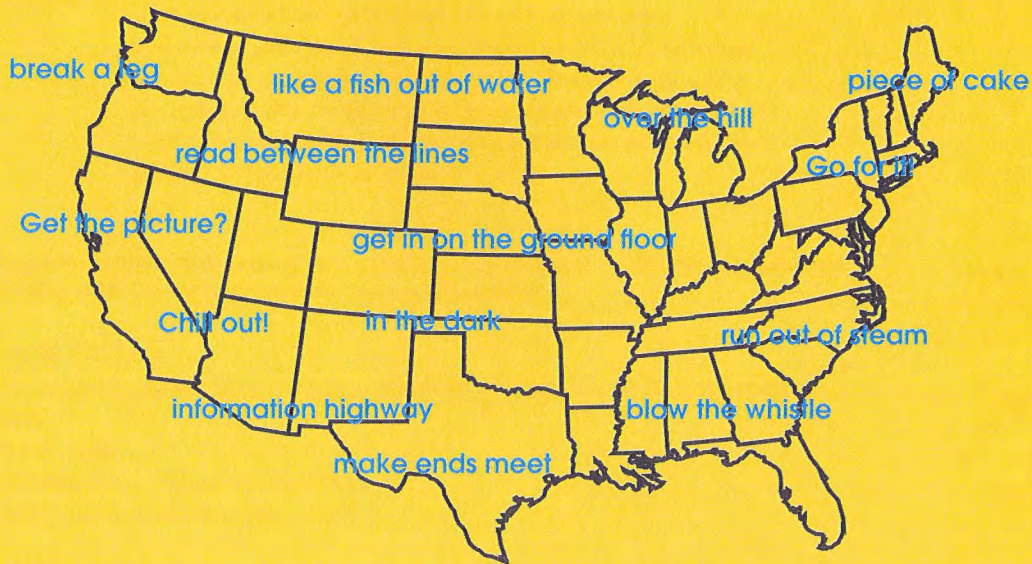 break a leg
like a fish out of water
piece of cake
over the hill
read between the lines
Go for it!
Get the picture?
get in on the ground floor
Chill out!
in the dark
run out of steam
information highway
blow the whistle
make ends meet